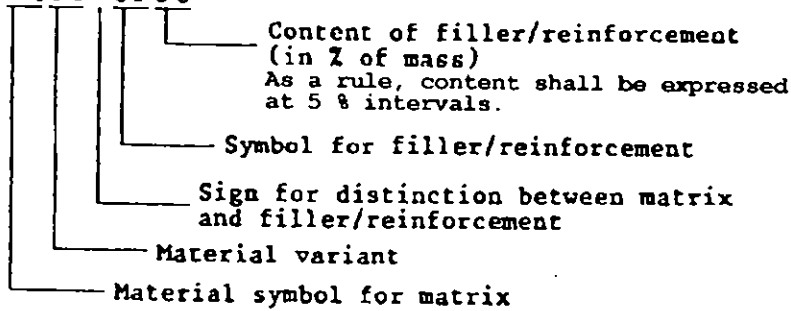 Content of filler/reinforcement
(in % of mass)
As a rule, content shall be expressed
at 5 % intervals.
Symbol for filler/reinforcement
Sign for distinction between matrix
and filler/reinforcement
Material variant
Material symbol for matrix